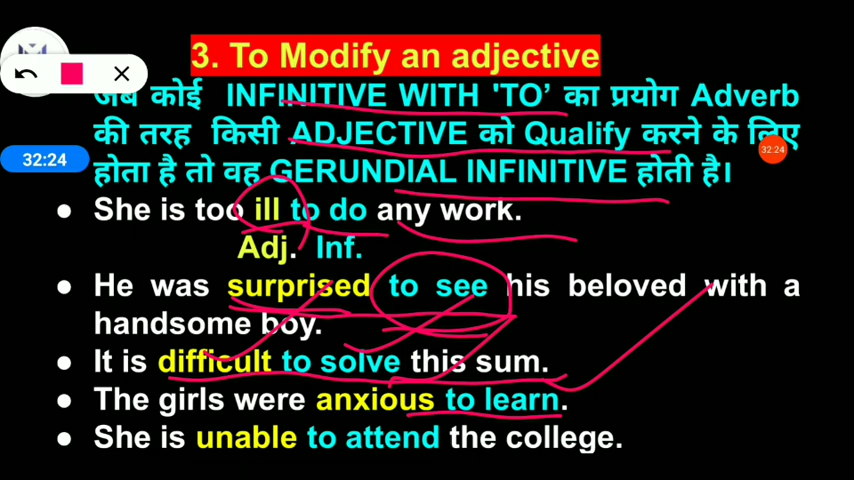 3. To Modify an adjective
जब कोई INFINITIVE WITH 'TO' का प्रयोग Adverb
की तरह किसी ADJECTIVE को Qualify करने के लिए
32:24
32:24
होता है तो वह GERUNDIAL INFINITIVE होती है।
● She is too ill to do any work.
Adj. Inf.
● He was surprised to see his beloved with a
handsome boy.
● It is difficult to solve this sum.
● The girls were anxious to learn.
● She is unable to attend the college.